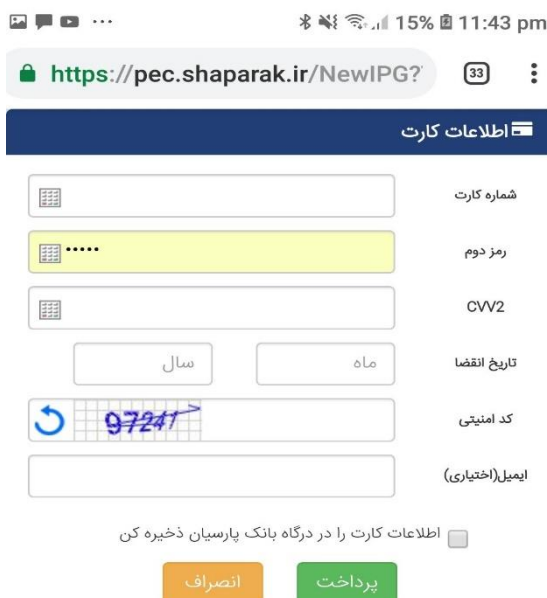 15% 11:43 pm
https://pec.shaparak.ir/NewIPG?
33
اطلاعات کارت
شماره کارت
رمز دوم
•••••
CVV2
تاریخ انقضا
ماه
سال
کد امنیتی
97241
ایمیل(اختیاری)
اطلاعات کارت را در درگاه بانک پارسیان ذخیره کن
پرداخت
انصراف